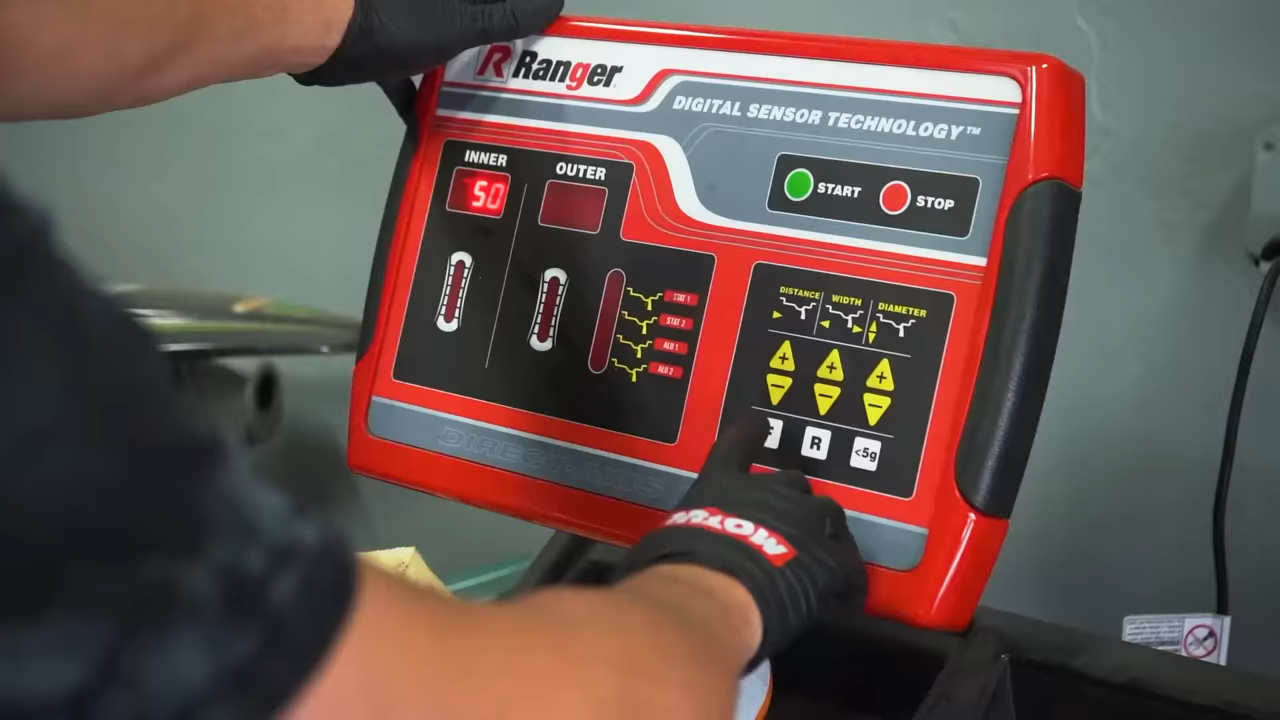 R Ranger
DIGITAL SENSOR TECHNOLOGY™
INNER
OUTER
50
START
STOP
STAT 1
STAT 2
ALU 1
ALU 2
DISTANCE
WIDTH
DIAMETER
+ + +
− − −
R
<5g
MOTUL